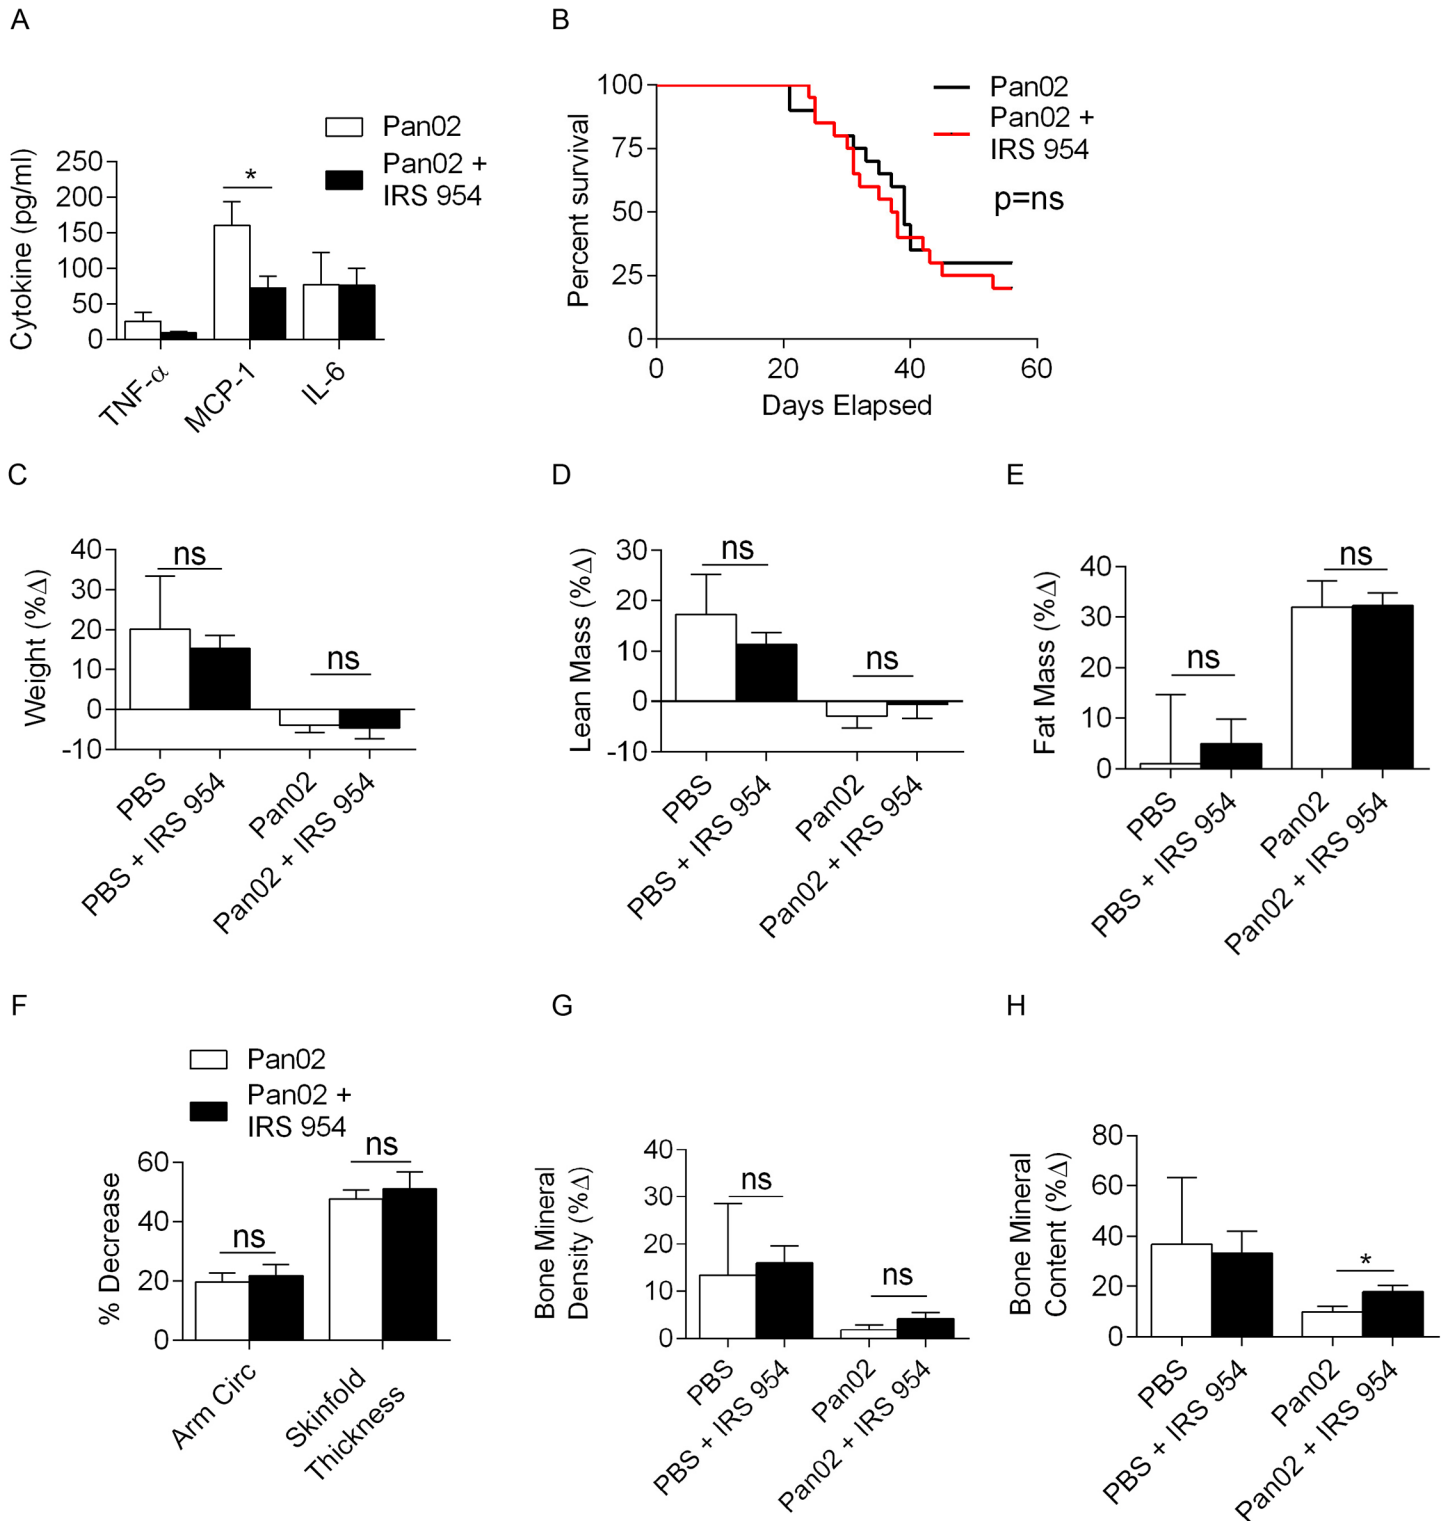 A
Cytokine (pg/ml)
250
200
150
100
50
0
*
Pan02
Pan02 +
IRS 954
TNF-α
MCP-1
IL-6
B
Percent survival
100
75
50
25
0
0
20
40
60
Days Elapsed
Pan02
Pan02 +
IRS 954
p=ns
C
Weight (%Δ)
40
30
20
10
0
-10
ns
ns
PBS
PBS + IRS 954
Pan02
Pan02 + IRS 954
D
Lean Mass (%Δ)
30
20
10
0
-10
ns
ns
PBS
PBS + IRS 954
Pan02
Pan02 + IRS 954
E
Fat Mass (%Δ)
40
30
20
10
0
ns
ns
PBS
PBS + IRS 954
Pan02
Pan02 + IRS 954
F
Pan02
Pan02 +
IRS 954
% Decrease
60
40
20
0
ns
ns
Arm Circ
Skinfold
Thickness
G
Bone Mineral
Density (%Δ)
40
30
20
10
0
ns
ns
PBS
PBS + IRS 954
Pan02
Pan02 + IRS 954
H
Bone Mineral
Content (%Δ)
80
60
40
20
0
*
PBS
PBS + IRS 954
Pan02
Pan02 + IRS 954